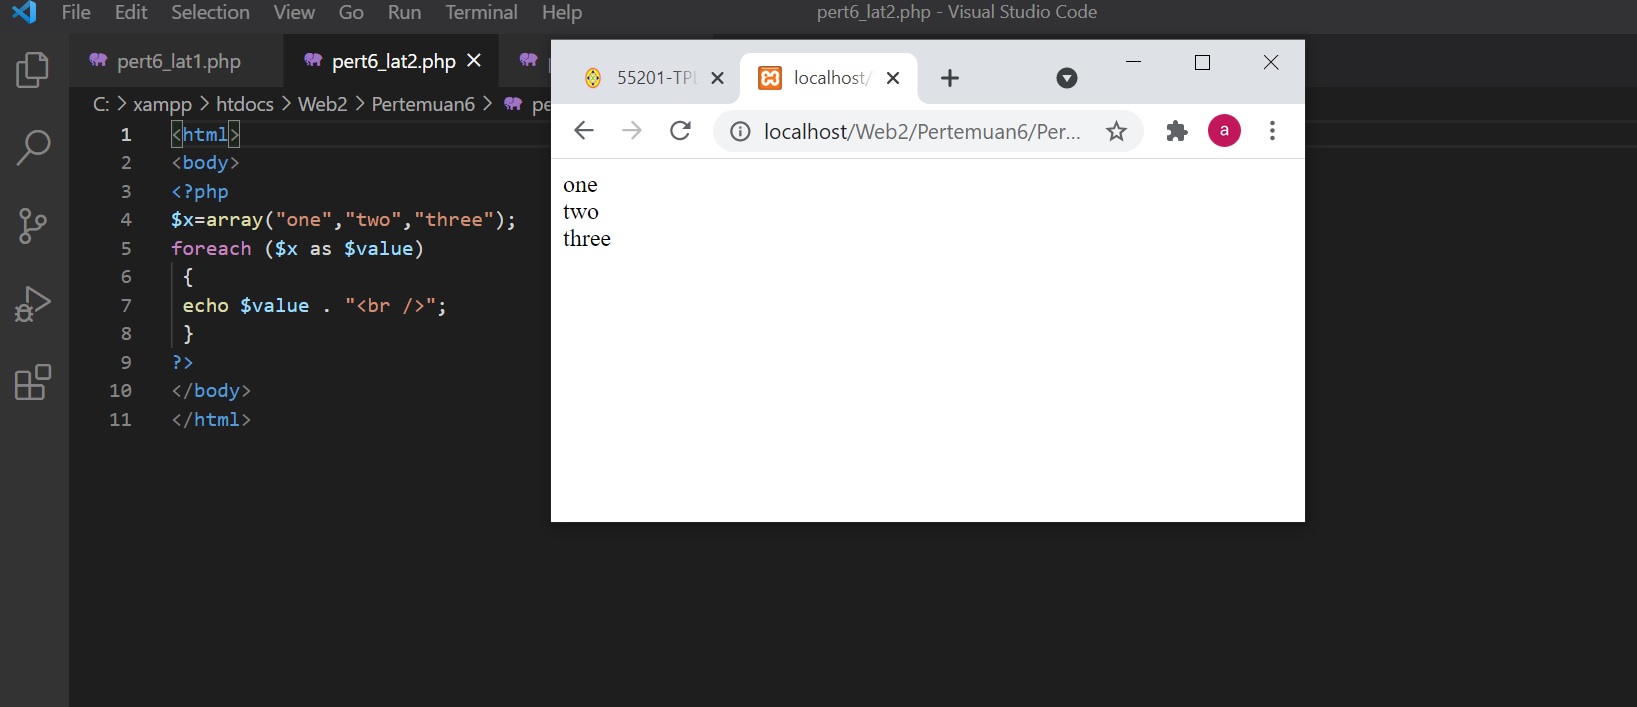 File Edit Selection View Go Run Terminal Help
pert6_lat2.php - Visual Studio Code
pert6_lat1.php
pert6_lat2.php
C: > xampp > htdocs > Web2 > Pertemuan6 >
1 <html>
2 <body>
3 <?php
4 $x=array("one","two","three");
5 foreach ($x as $value)
6 {
7 echo $value . "<br />";
8 }
9 ?>
10 </body>
11 </html>
55201-TPL
localhost/
localhost/Web2/Pertemuan6/Per...
a
one
two
three